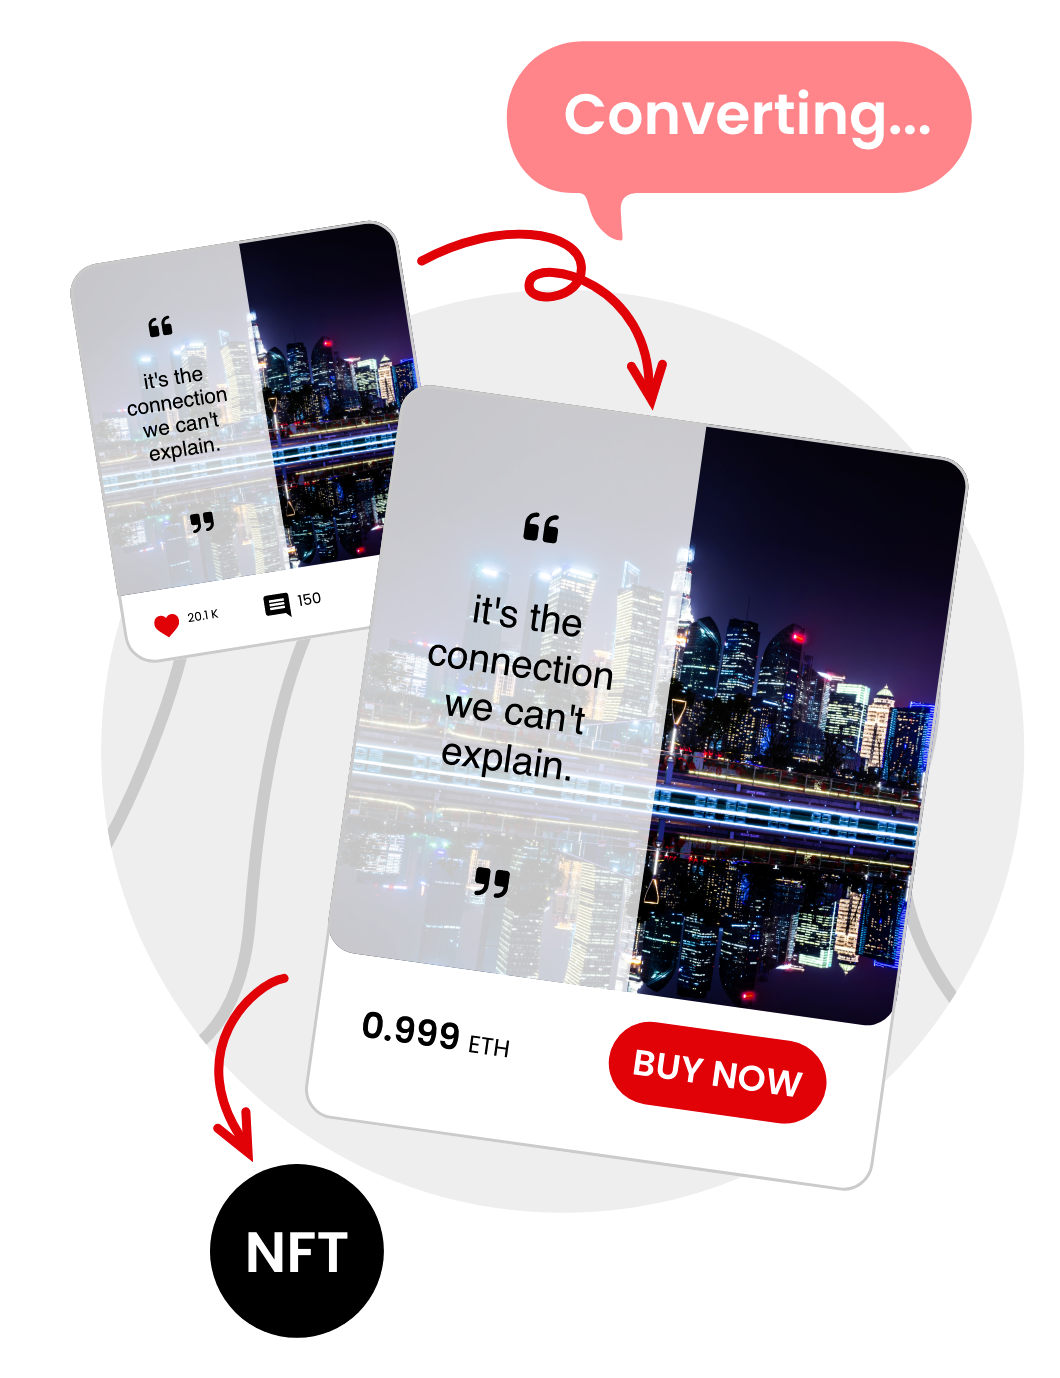 Converting...
“
it's the
connection
we can't
explain.
”
20.1 K
150
“
it's the
connection
we can't
explain.
”
0.999 ETH
BUY NOW
NFT